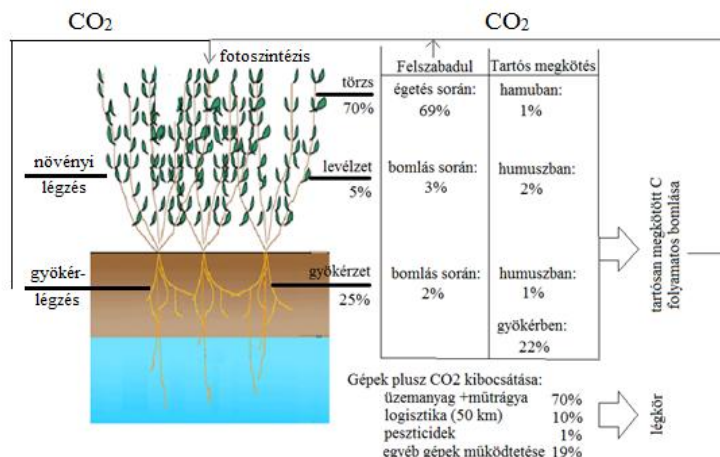 CO2
CO2
fotoszintézis
növényi
légzés
gyökér-
légzés
törzs
70%
levélzet
5%
gyökérzet
25%
Felszabadul
Tartós megkötés
égetés során:
69%
hamuban:
1%
bomlás során:
3%
humuszban:
2%
bomlás során:
2%
humuszban:
1%
gyökérben:
22%
tartósan megkötött C
folyamatos bomlása
Gépek plusz CO2 kibocsátása:
üzemanyag +műtrágya 70%
logisztika (50 km) 10%
peszticidek 1%
egyéb gépek működtetése 19%
légkör